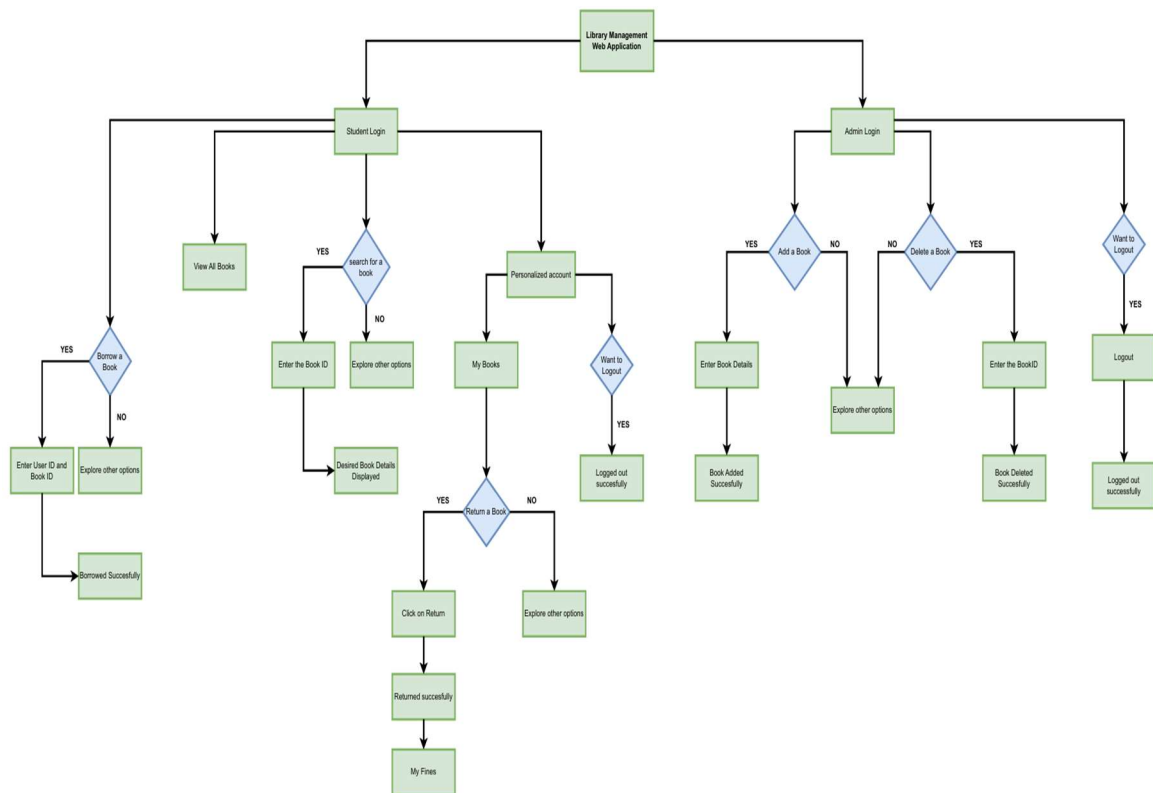 Library Management
Web Application
Student Login
Admin Login
View All Books
YES
search for a
book
NO
Personalized account
YES
Add a Book
NO
NO
Delete a Book
YES
Want to
Logout
YES
YES
Borrow a
Book
NO
Enter the Book ID
Explore other options
My Books
Want to
Logout
YES
Enter Book Details
Explore other options
Enter the BookID
Logout
Enter User ID and
Book ID
Explore other options
Desired Book Details
Displayed
Logged out
succesfully
Book Added
Succesfully
Book Deleted
Succesfully
Logged out
successfully
YES
Return a Book
NO
Borrowed Succesfully
Click on Return
Explore other options
Returned succesfully
My Fines